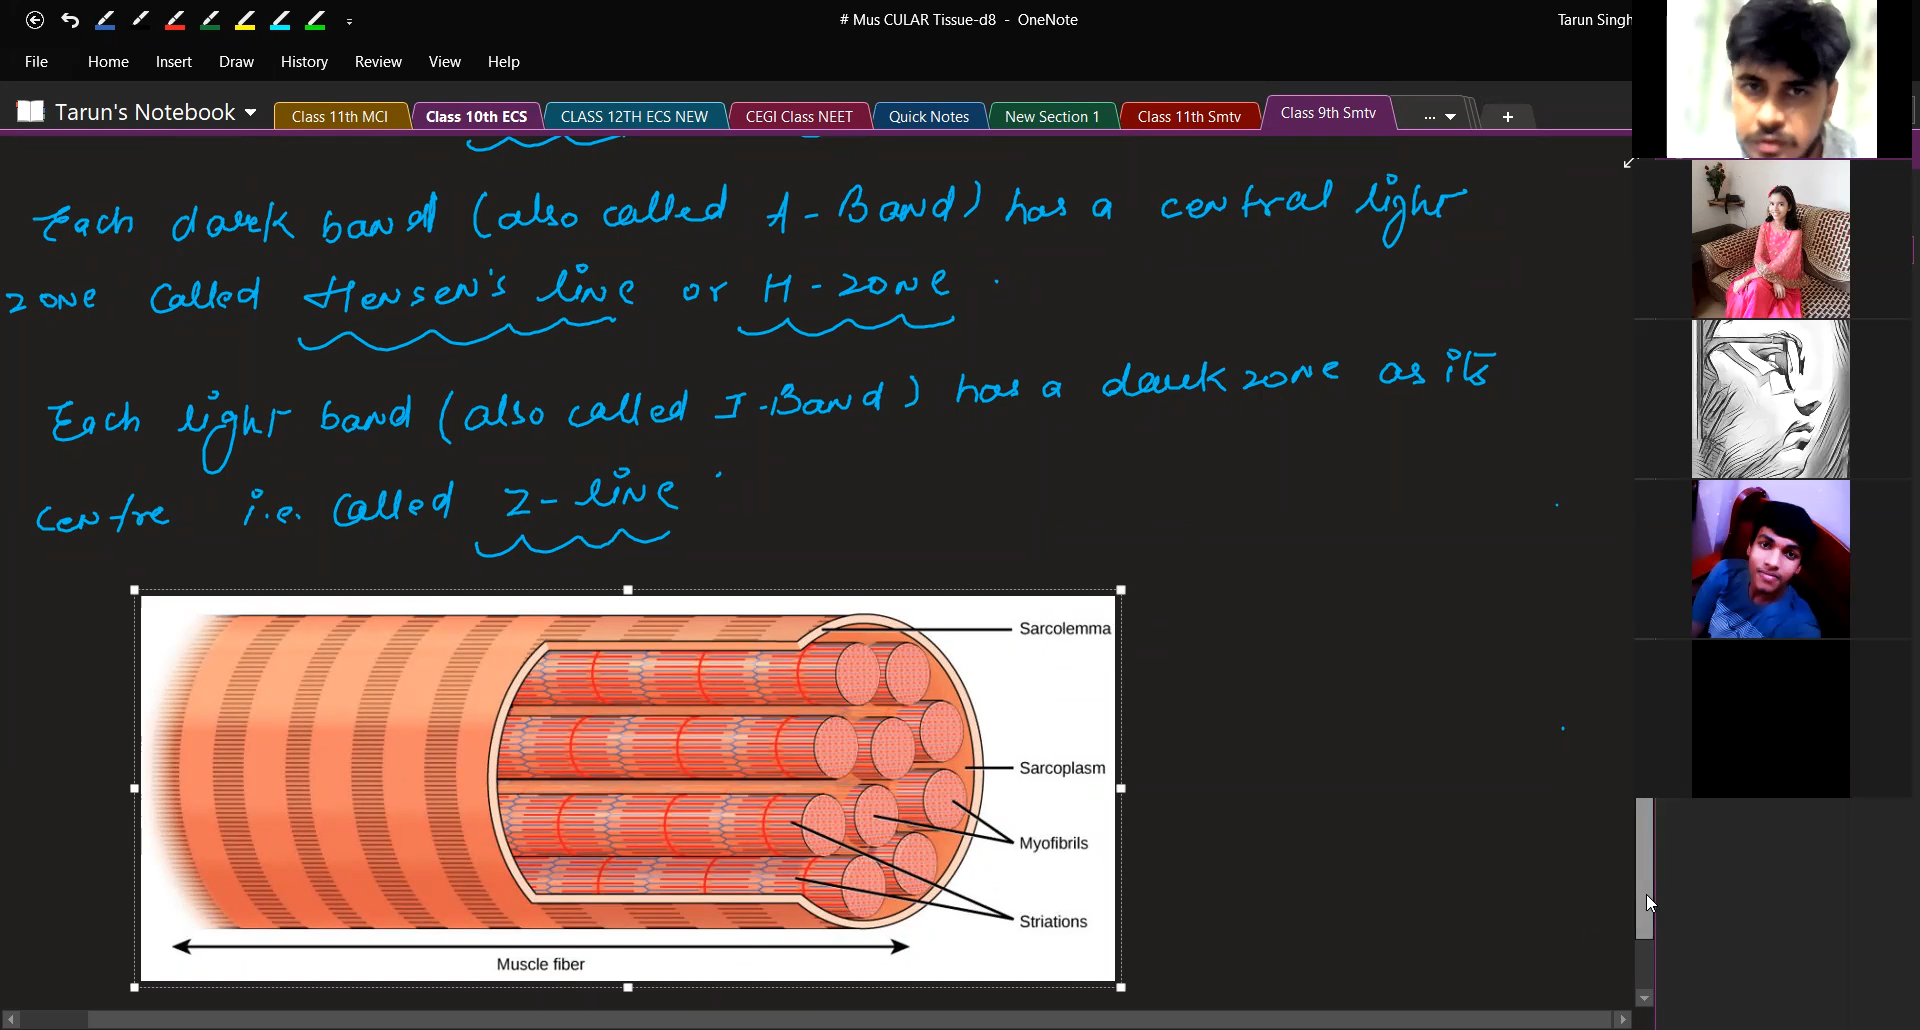 # Mus CULAR Tissue-d8 - OneNote
Tarun Singh
File Home Insert Draw History Review View Help
Tarun's Notebook
Class 11th MCI Class 10th ECS CLASS 12TH ECS NEW CEGI Class NEET Quick Notes New Section 1 Class 11th Smtv Class 9th Smtv ... +
Each dark band (also called A-Band) has a central light
zone called Hensen's line or H-zone.
Each light band (also called I-Band) has a dark zone as its
centre i.e. called Z-line.
Sarcolemma
Sarcoplasm
Myofibrils
Striations
Muscle fiber